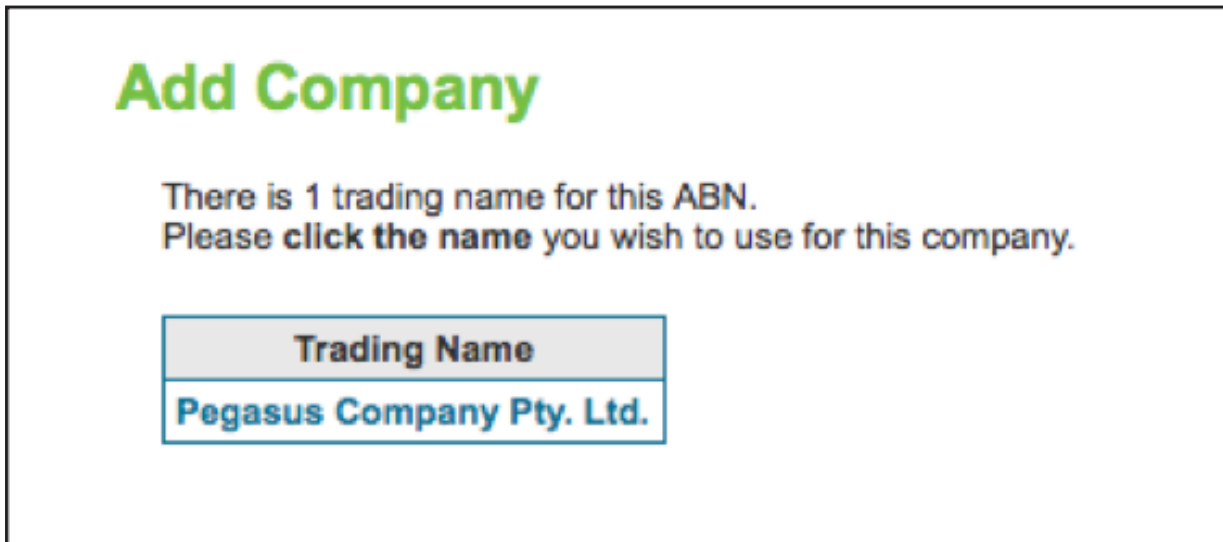 Add Company
There is 1 trading name for this ABN.
Please click the name you wish to use for this company.
Trading Name
Pegasus Company Pty. Ltd.